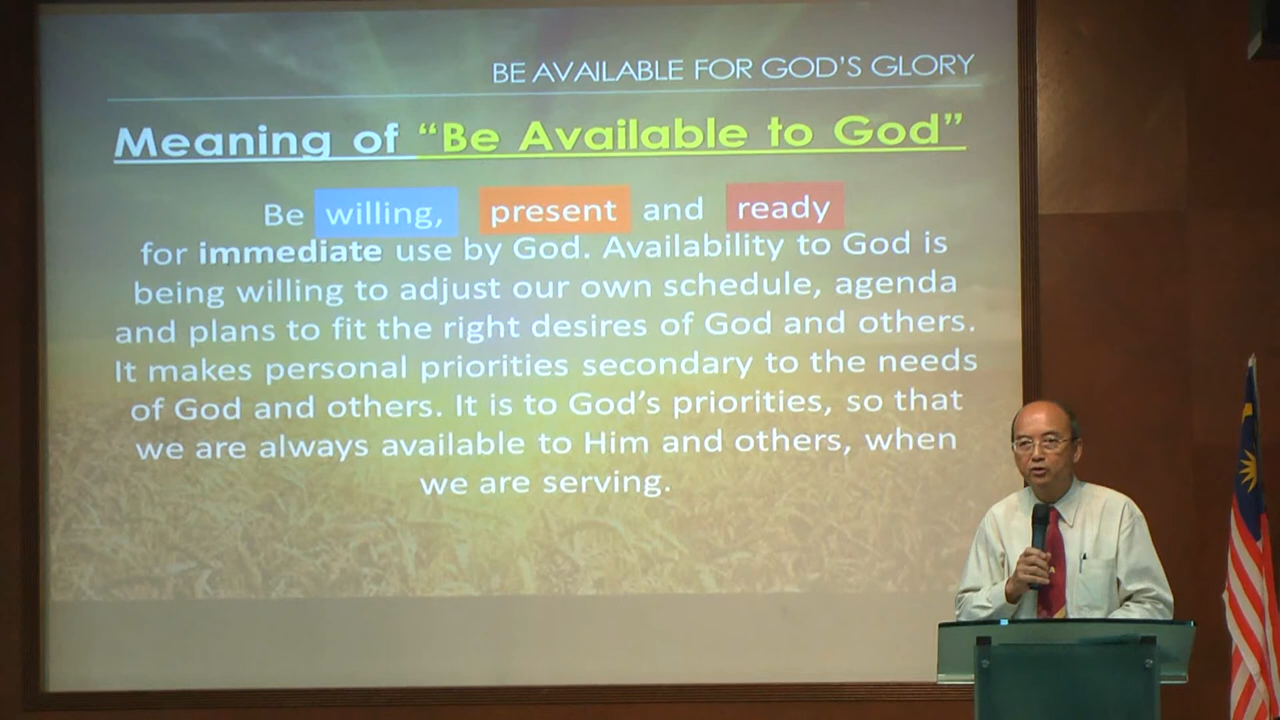 BE AVAILABLE FOR GOD'S GLORY
Meaning of “Be Available to God”
Be willing, present and ready
for immediate use by God. Availability to God is
being willing to adjust our own schedule, agenda
and plans to fit the right desires of God and others.
It makes personal priorities secondary to the needs
of God and others. It is to God’s priorities, so that
we are always available to Him and others, when
we are serving.